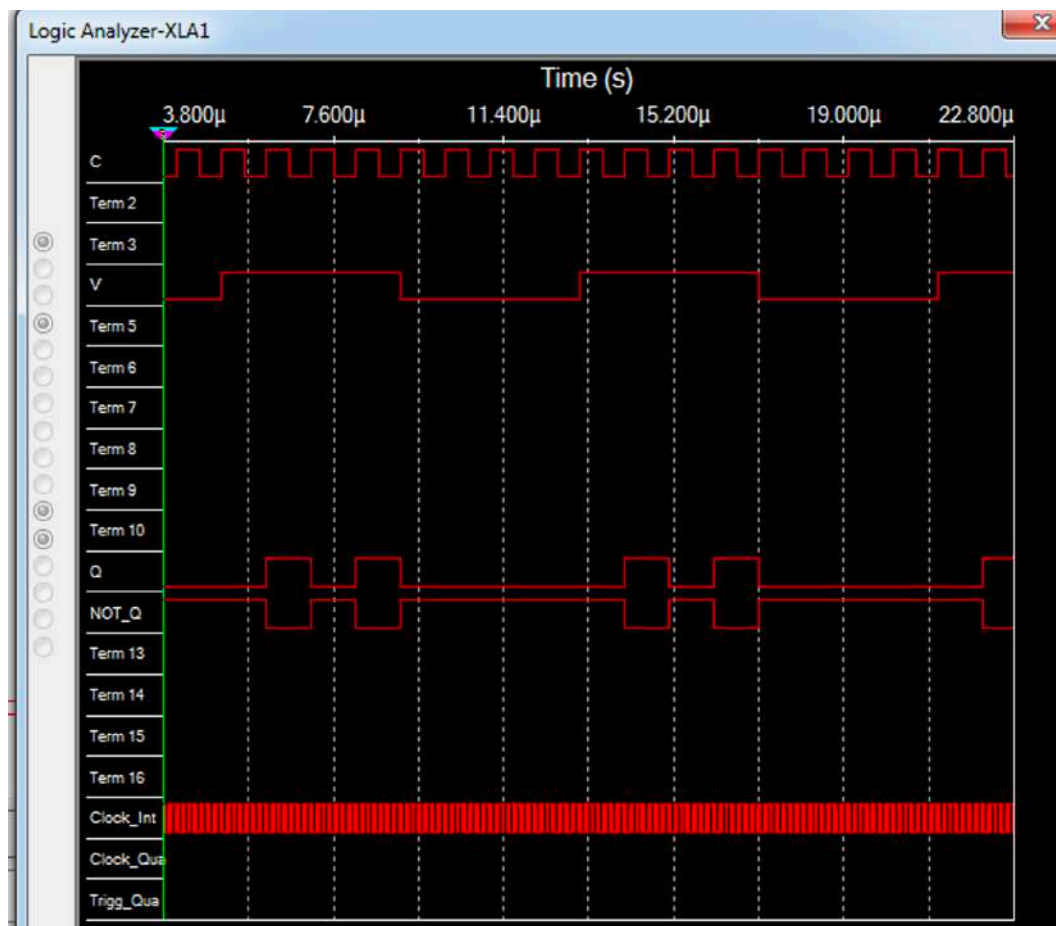 Logic Analyzer-XLA1
Time (s)
3.800µ 7.600µ 11.400µ 15.200µ 19.000µ 22.800µ
C
Term 2
Term 3
V
Term 5
Term 6
Term 7
Term 8
Term 9
Term 10
Q
NOT_Q
Term 13
Term 14
Term 15
Term 16
Clock_Int
Clock_Qua
Trigg_Qua